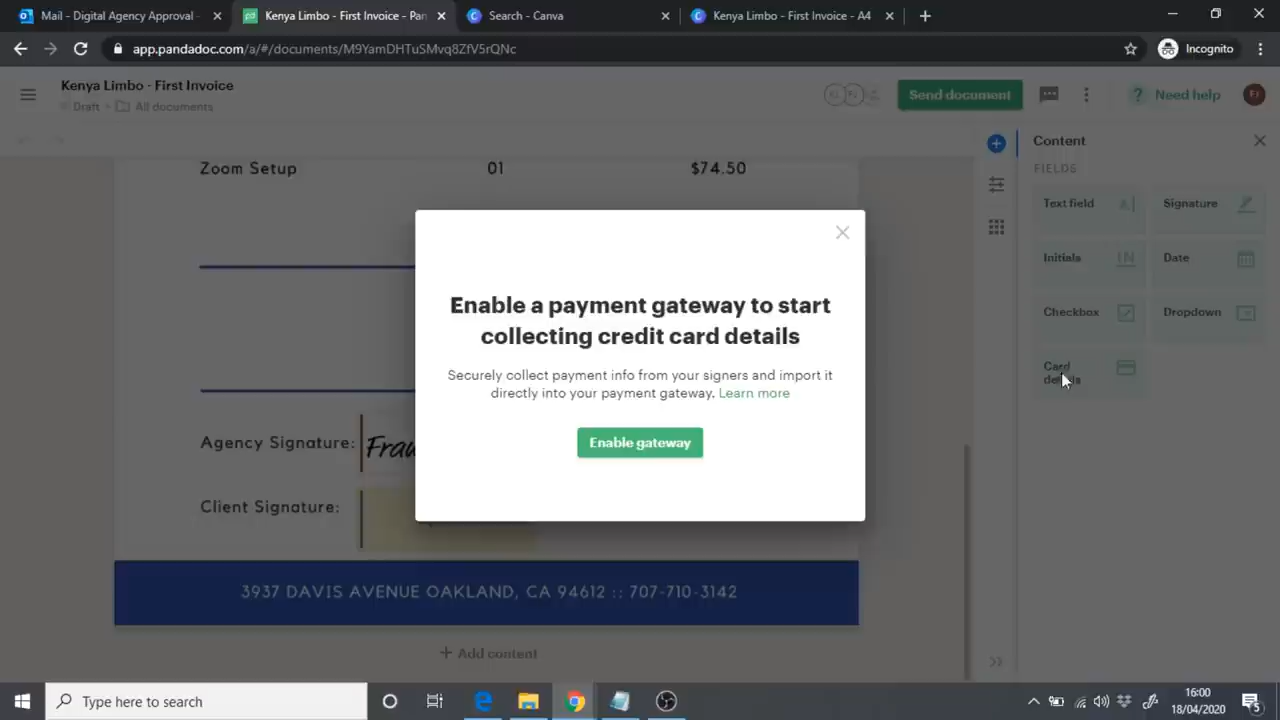 Mail - Digital Agency Approval -
Kenya Limbo - First Invoice - Pan
Search - Canva
Kenya Limbo - First Invoice - A4
app.pandadoc.com/a/#/documents/M9YamDHTuSMvq8ZfV5rQNc
Incognito
Kenya Limbo - First Invoice
Draft
All documents
Send document
Need help
FJ
Content
FIELDS
Text field
Signature
Initials
Date
Checkbox
Dropdown
Card
details
Zoom Setup 01 $74.50
Enable a payment gateway to start
collecting credit card details
Securely collect payment info from your signers and import it
directly into your payment gateway. Learn more
Enable gateway
Agency Signature:
Client Signature:
3937 DAVIS AVENUE OAKLAND, CA 94612 :: 707-710-3142
+ Add content
Type here to search
16:00
18/04/2020
5